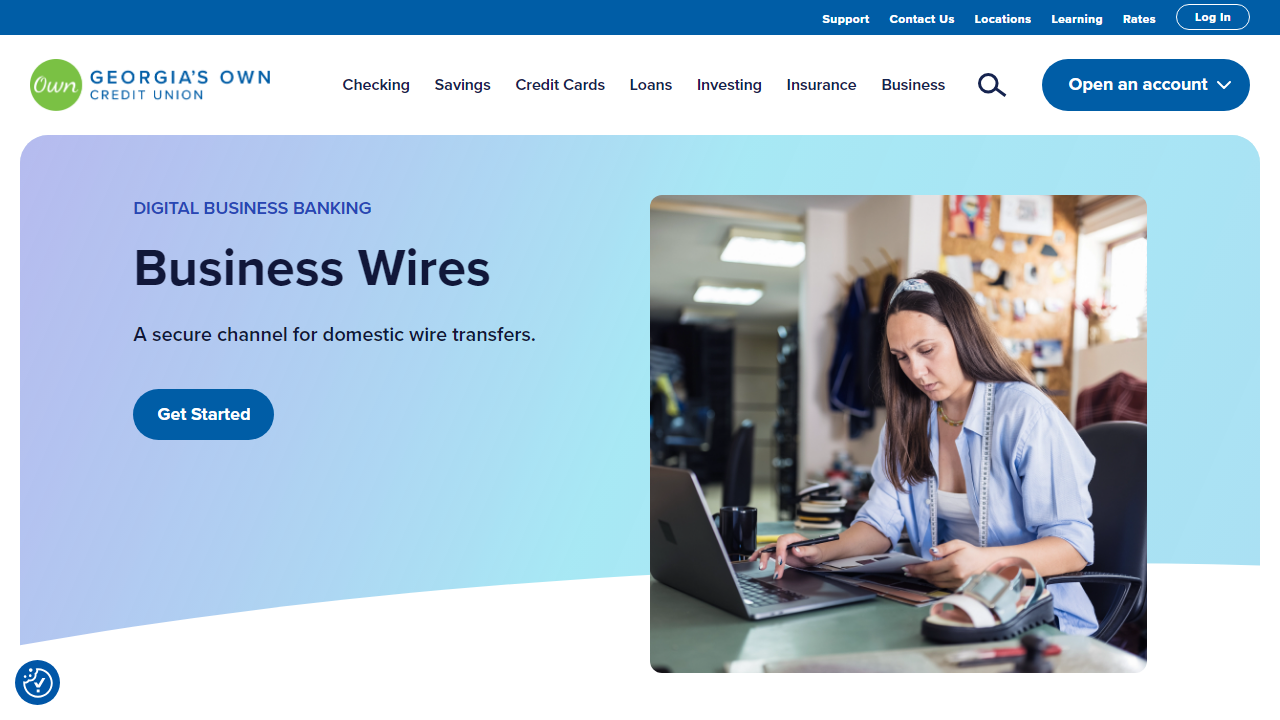 Support Contact Us Locations Learning Rates Log In
Own GEORGIA'S OWN
CREDIT UNION
Checking Savings Credit Cards Loans Investing Insurance Business Open an account
DIGITAL BUSINESS BANKING
Business Wires
A secure channel for domestic wire transfers.
Get Started